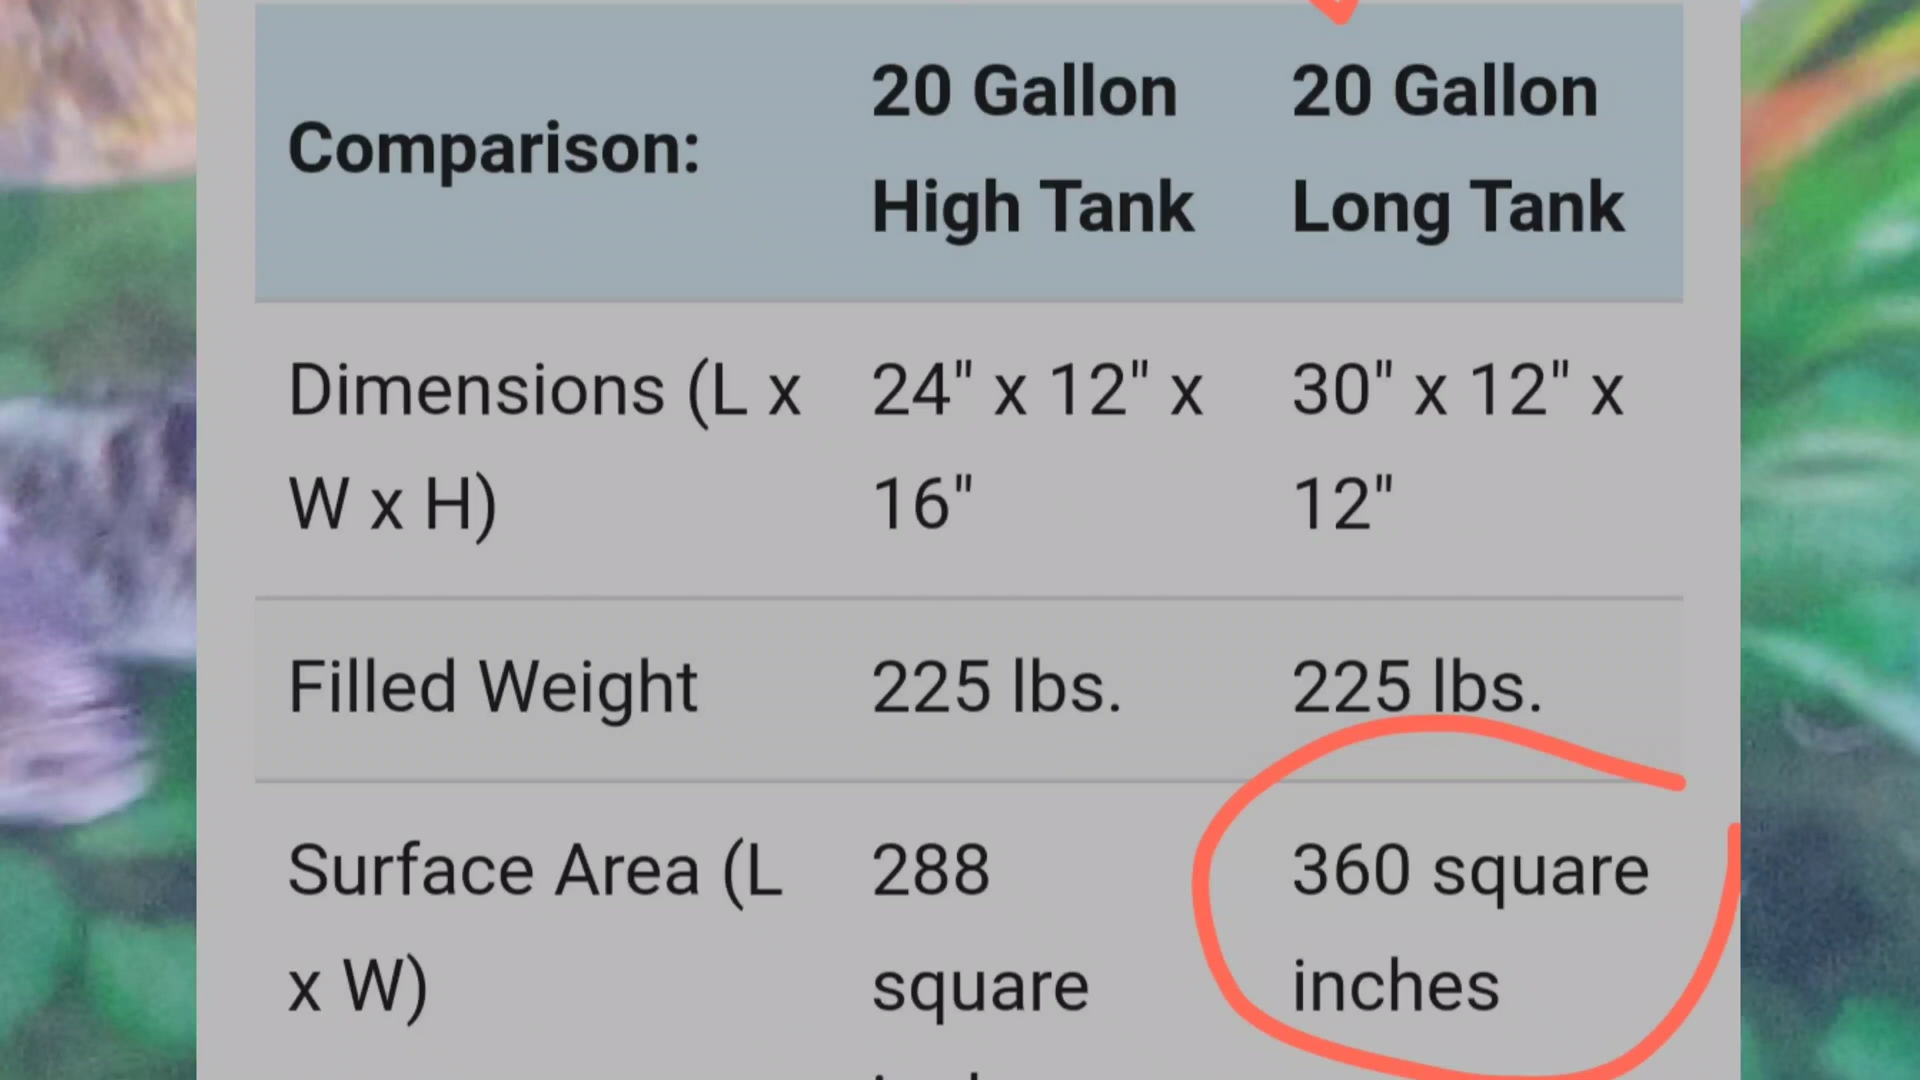 Comparison:
20 Gallon
High Tank
20 Gallon
Long Tank
Dimensions (L x
W x H)
24" x 12" x
16"
30" x 12" x
12"
Filled Weight
225 lbs.
225 lbs.
Surface Area (L
x W)
288
square
360 square
inches